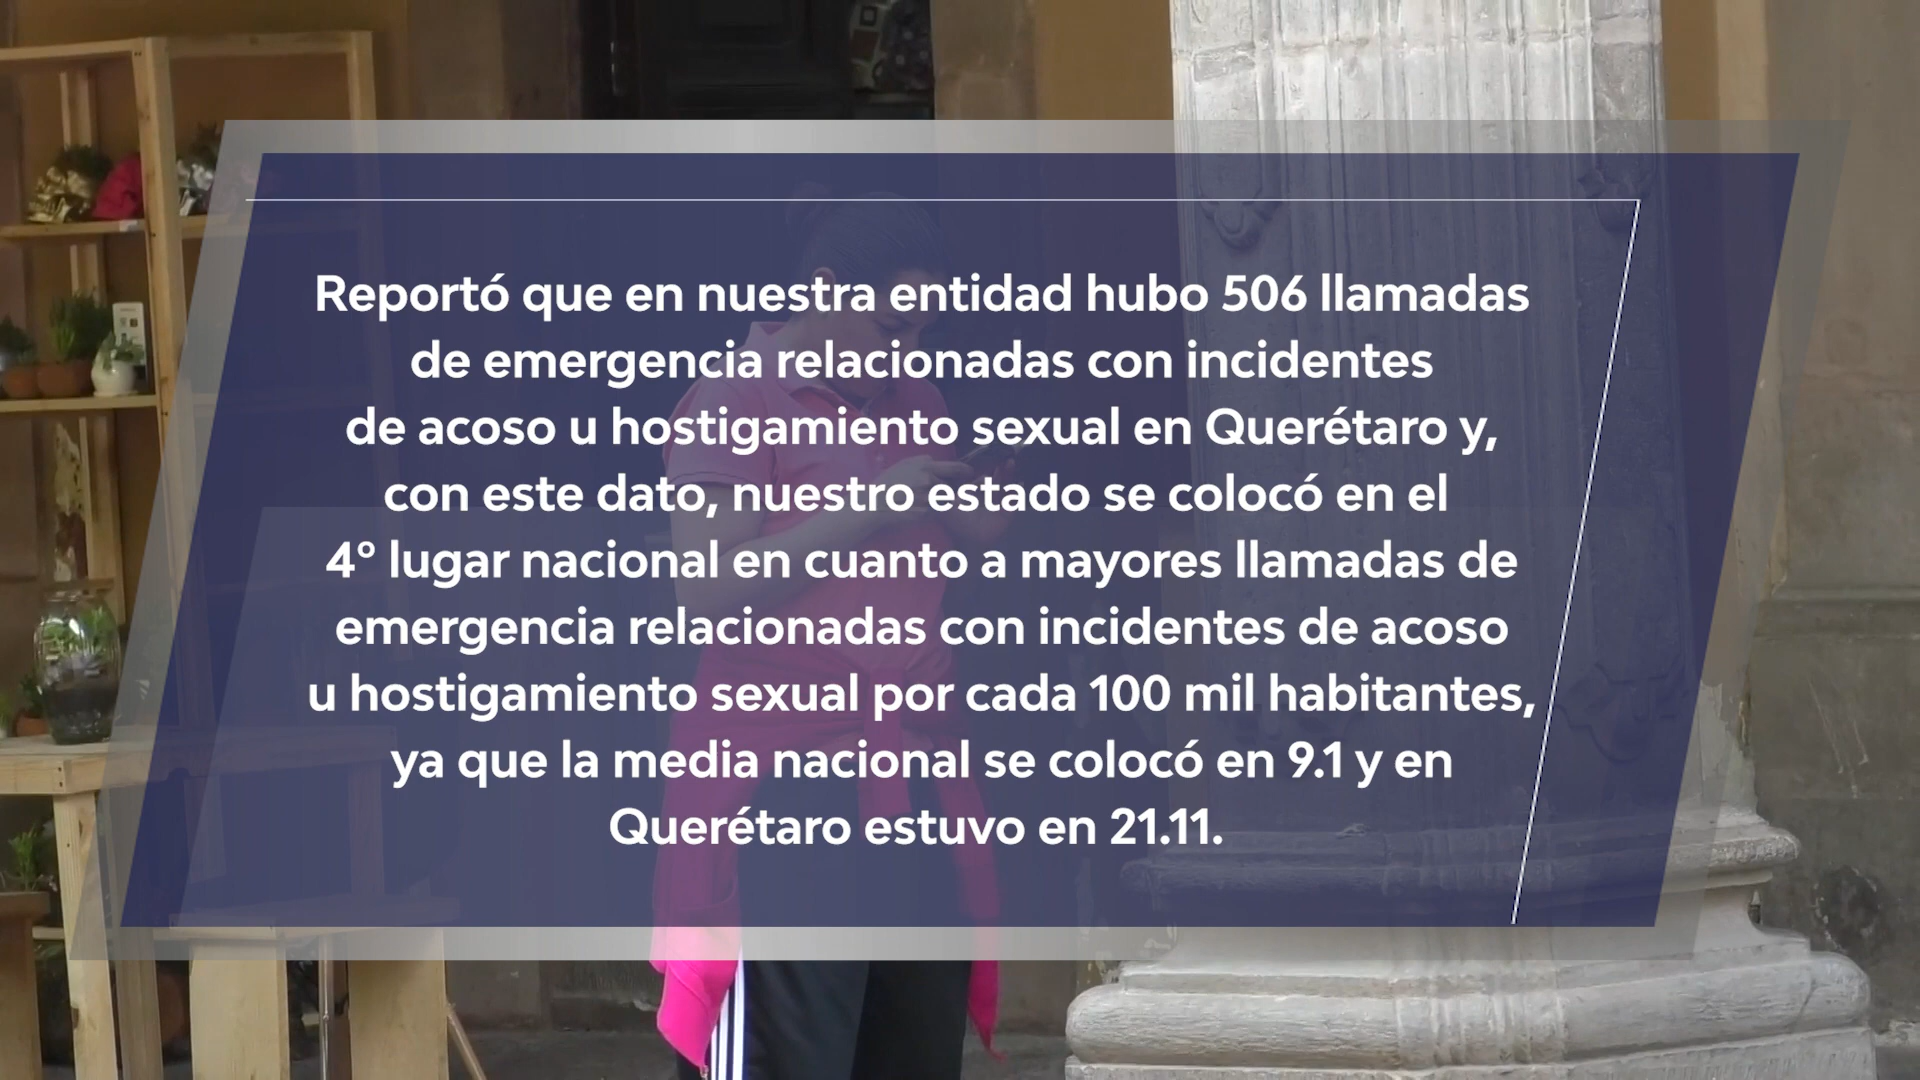 Reportó que en nuestra entidad hubo 506 llamadas
de emergencia relacionadas con incidentes
de acoso u hostigamiento sexual en Querétaro y,
con este dato, nuestro estado se colocó en el
4º lugar nacional en cuanto a mayores llamadas de
emergencia relacionadas con incidentes de acoso
u hostigamiento sexual por cada 100 mil habitantes,
ya que la media nacional se colocó en 9.1 y en
Querétaro estuvo en 21.11.